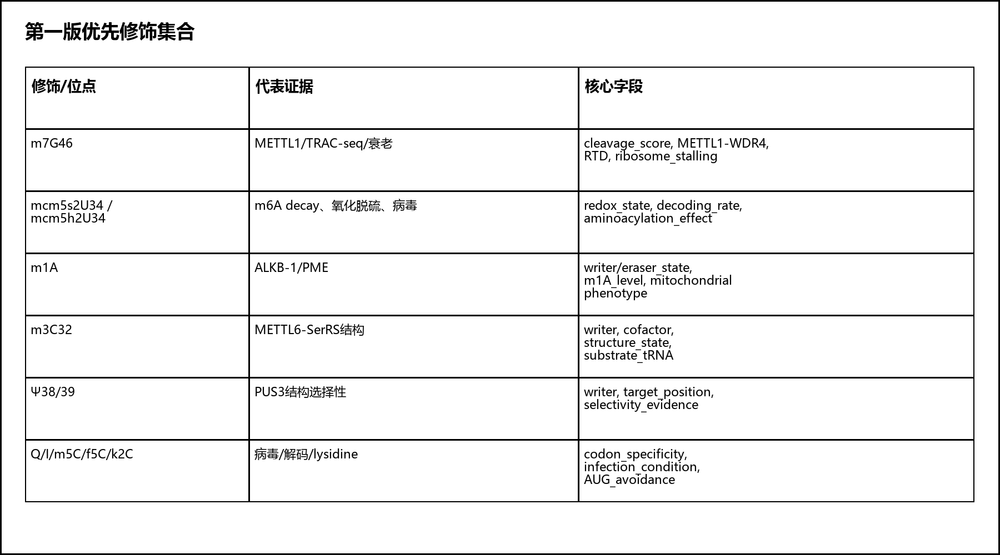 第一版优先修饰集合
修饰/位点
代表证据
核心字段
m7G46
METTL1/TRAC-seq/衰老
cleavage_score, METTL1-WDR4,
RTD, ribosome_stalling
mcm5s2U34 /
mcm5h2U34
m6A decay、氧化脱硫、病毒
redox_state, decoding_rate,
aminoacylation_effect
m1A
ALKB-1/PME
writer/eraser_state,
m1A_level, mitochondrial
phenotype
m3C32
METTL6-SerRS结构
writer, cofactor,
structure_state,
substrate_tRNA
Ψ38/39
PUS3结构选择性
writer, target_position,
selectivity_evidence
Q/I/m5C/f5C/k2C
病毒/解码/lysidine
codon_specificity,
infection_condition,
AUG_avoidance